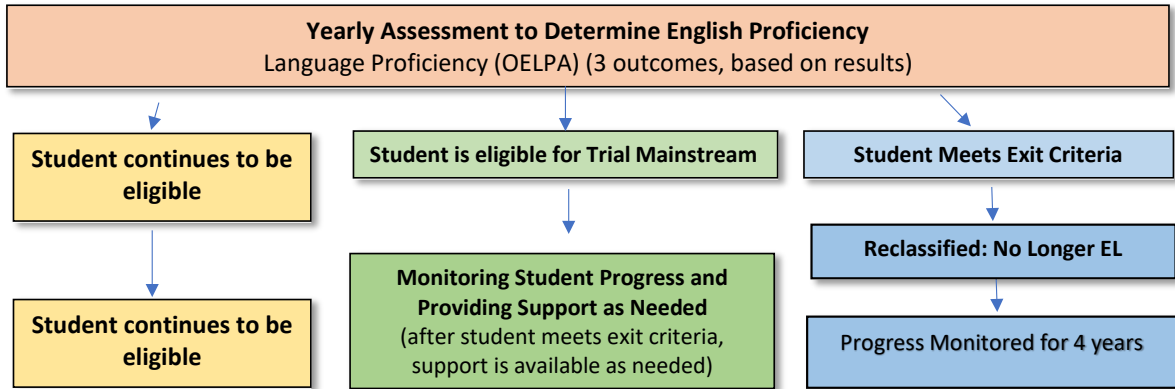 Yearly Assessment to Determine English Proficiency
Language Proficiency (OELPA) (3 outcomes, based on results)
Student continues to be
eligible
Student is eligible for Trial Mainstream
Student Meets Exit Criteria
Reclassified: No Longer EL
Monitoring Student Progress and
Providing Support as Needed
(after student meets exit criteria,
support is available as needed)
Student continues to be
eligible
Progress Monitored for 4 years